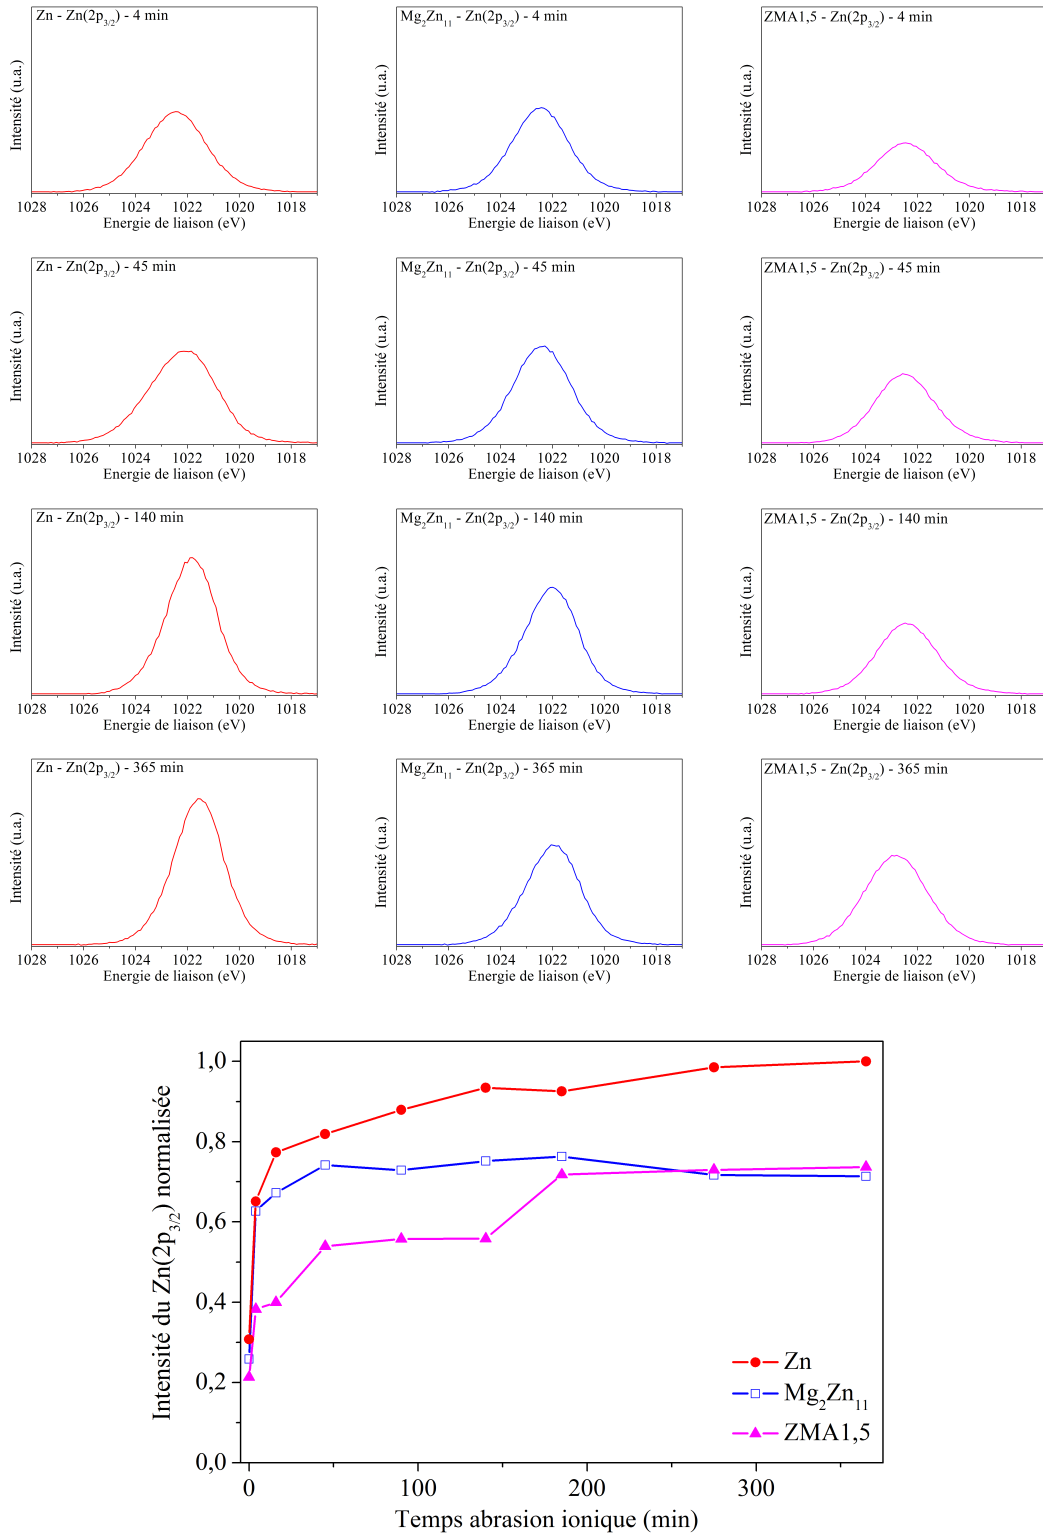 Zn - Zn(2p3/2) - 4 min
Mg2Zn11 - Zn(2p3/2) - 4 min
ZMA1,5 - Zn(2p3/2) - 4 min
Intensité (u.a.)
Intensité (u.a.)
Intensité (u.a.)
1028 1026 1024 1022 1020 1018
1028 1026 1024 1022 1020 1018
1028 1026 1024 1022 1020 1018
Energie de liaison (eV)
Energie de liaison (eV)
Energie de liaison (eV)
Zn - Zn(2p3/2) - 45 min
Mg2Zn11 - Zn(2p3/2) - 45 min
ZMA1,5 - Zn(2p3/2) - 45 min
Intensité (u.a.)
Intensité (u.a.)
Intensité (u.a.)
1028 1026 1024 1022 1020 1018
1028 1026 1024 1022 1020 1018
1028 1026 1024 1022 1020 1018
Energie de liaison (eV)
Energie de liaison (eV)
Energie de liaison (eV)
Zn - Zn(2p3/2) - 140 min
Mg2Zn11 - Zn(2p3/2) - 140 min
ZMA1,5 - Zn(2p3/2) - 140 min
Intensité (u.a.)
Intensité (u.a.)
Intensité (u.a.)
1028 1026 1024 1022 1020 1018
1028 1026 1024 1022 1020 1018
1028 1026 1024 1022 1020 1018
Energie de liaison (eV)
Energie de liaison (eV)
Energie de liaison (eV)
Zn - Zn(2p3/2) - 365 min
Mg2Zn11 - Zn(2p3/2) - 365 min
ZMA1,5 - Zn(2p3/2) - 365 min
Intensité (u.a.)
Intensité (u.a.)
Intensité (u.a.)
1028 1026 1024 1022 1020 1018
1028 1026 1024 1022 1020 1018
1028 1026 1024 1022 1020 1018
Energie de liaison (eV)
Energie de liaison (eV)
Energie de liaison (eV)
Intensité du Zn(2p3/2) normalisée
1,0
0,8
0,6
0,4
0,2
0,0
Zn
Mg2Zn11
ZMA1,5
0 100 200 300
Temps abrasion ionique (min)